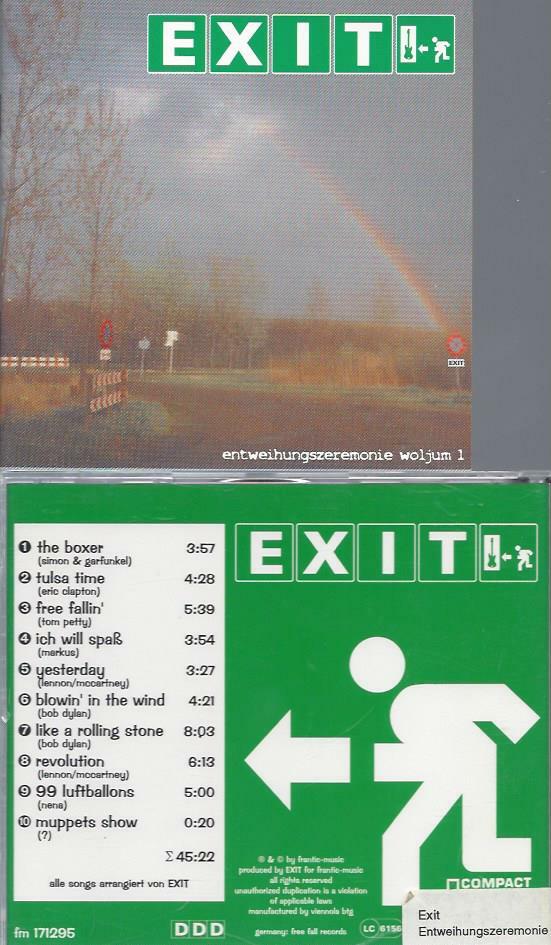 EXIT
EXIT
entweihungszeremonie woljum 1
EXIT
1 the boxer 3:57
(simon & garfunkel)
2 tulsa time 4:28
(eric clapton)
3 free fallin' 5:39
(tom petty)
4 ich will spaß 3:54
(markus)
5 yesterday 3:27
(lennon/mccartney)
6 blowin' in the wind 4:21
(bob dylan)
7 like a rolling stone 8:03
(bob dylan)
8 revolution 6:13
(lennon/mccartney)
9 99 luftballons 5:00
(nena)
10 muppets show 0:20
(?)
Σ 45:22
alle songs arrangiert von EXIT
℗ & © by frantic-music
produced by EXIT for frantic-music
all rights reserved
unauthorized duplication is a violation
of applicable laws
manufactured by viennola btg
germany: free fall records
fm 171295
DDD
LC 6156
COMPACT
Exit
Entweihungszeremonie